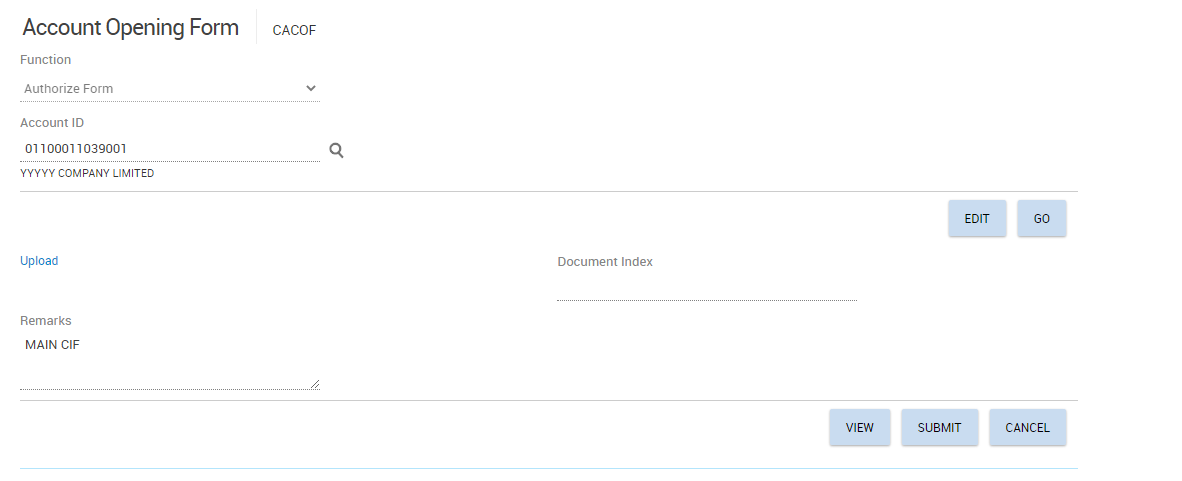 Account Opening Form CACOF
Function
Authorize Form
Account ID
01100011039001
YYYYY COMPANY LIMITED
EDIT GO
Upload Document Index
Remarks
MAIN CIF
VIEW SUBMIT CANCEL